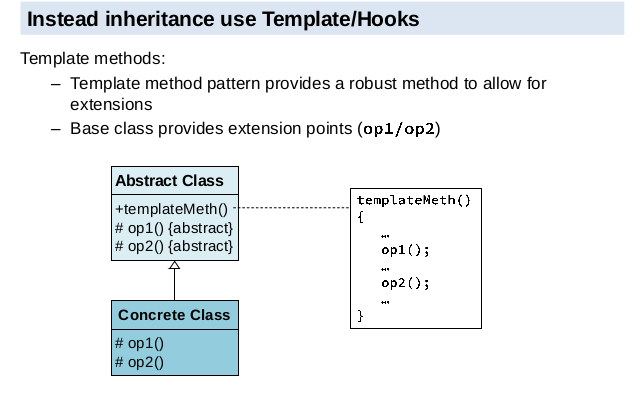 Instead inheritance use Template/Hooks
Template methods:
– Template method pattern provides a robust method to allow for
extensions
– Base class provides extension points (op1/op2)
Abstract Class
+templateMeth()
# op1() {abstract}
# op2() {abstract}
templateMeth()
{
…
op1();
…
op2();
…
}
Concrete Class
# op1()
# op2()